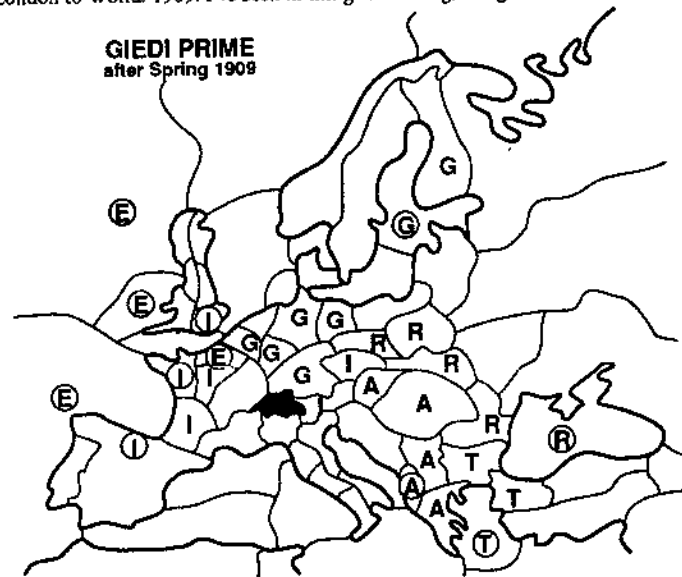 GIEDI PRIME
after Spring 1909
G
E
G
E
I G G R
G R
E G
I R
I I G
A
E A
I R
I R
A T
A T
A
T